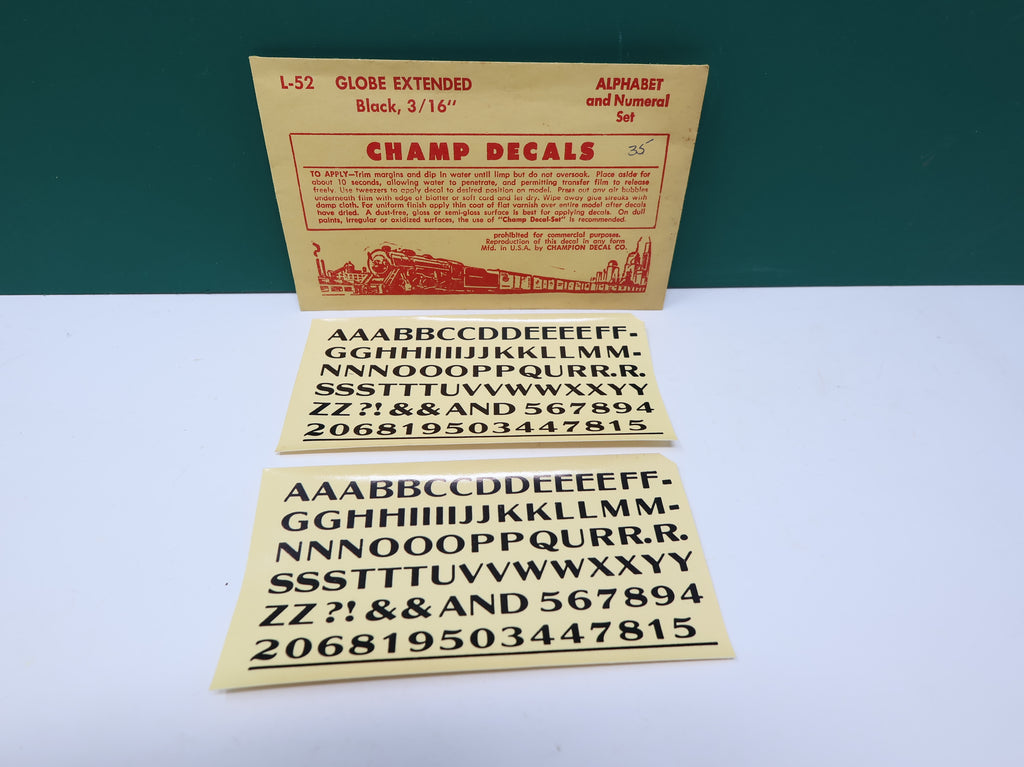 L-52 GLOBE EXTENDED
Black, 3/16"
ALPHABET
and Numeral
Set
CHAMP DECALS 35
TO APPLY—Trim margins and dip in water until limp but do not oversoak. Place aside for
about 10 seconds, allowing water to penetrate, and permitting transfer film to release
freely. Use tweezers to apply decal to desired position on model. Press out any air bubbles
underneath film with edge of blotter or soft card and let dry. Wipe away glue streaks with
damp cloth. For uniform finish apply thin coat of flat varnish over entire model after decals
have dried. A dust-free, gloss or semi-gloss surface is best for applying decals. On dull
paints, irregular or oxidized surfaces, the use of "Champ Decal-Set" is recommended.
prohibited for commercial purposes.
Reproduction of this decal in any form
Mfd. in U.S.A. by CHAMPION DECAL CO.
AAABBCCDDEEEEFF-
GGHHIIIIJJKKLLMM-
NNNOOOPPQURR.R.
SSSTTTUVVWWXXYY
ZZ ?! && AND 567894
206819503447815
AAABBCCDDEEEEFF-
GGHHIIIIJJKKLLMM-
NNNOOOPPQURR.R.
SSSTTTUVVWWXXYY
ZZ ?! && AND 567894
206819503447815